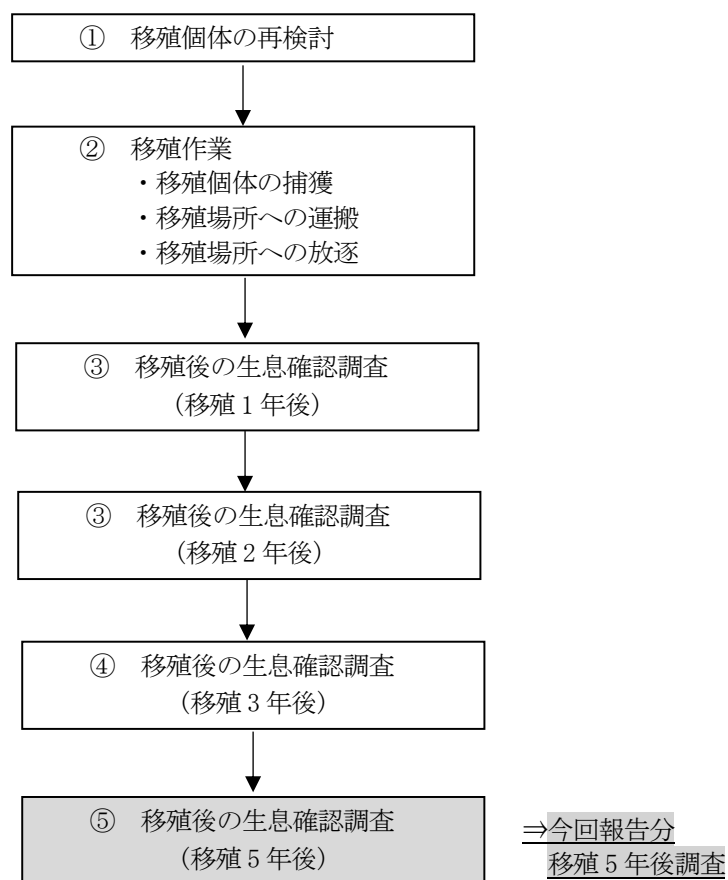 ① 移殖個体の再検討
② 移殖作業
・移殖個体の捕獲
・移殖場所への運搬
・移殖場所への放逐
③ 移殖後の生息確認調査
（移殖1年後）
③ 移殖後の生息確認調査
（移殖2年後）
④ 移殖後の生息確認調査
（移殖3年後）
⑤ 移殖後の生息確認調査
（移殖5年後）
⇒今回報告分
移殖5年後調査